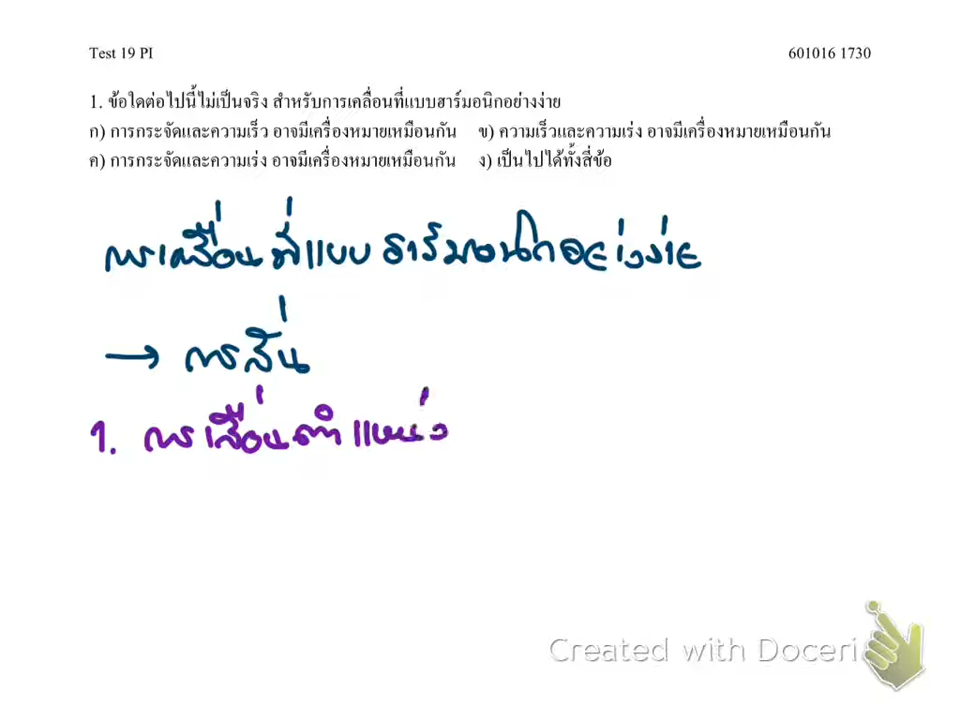 Test 19 PI 601016 1730
1. ข้อใดต่อไปนี้ไม่เป็นจริง สำหรับการเคลื่อนที่แบบฮาร์มอนิกอย่างง่าย
ก) การกระจัดและความเร็ว อาจมีเครื่องหมายเหมือนกัน ข) ความเร็วและความเร่ง อาจมีเครื่องหมายเหมือนกัน
ค) การกระจัดและความเร่ง อาจมีเครื่องหมายเหมือนกัน ง) เป็นไปได้ทั้งสี่ข้อ
การเคลื่อนที่แบบฮาร์มอนิกอย่างง่าย
→ การสั่น
1. การเลื่อนตำแหน่ง
Created with Doceri